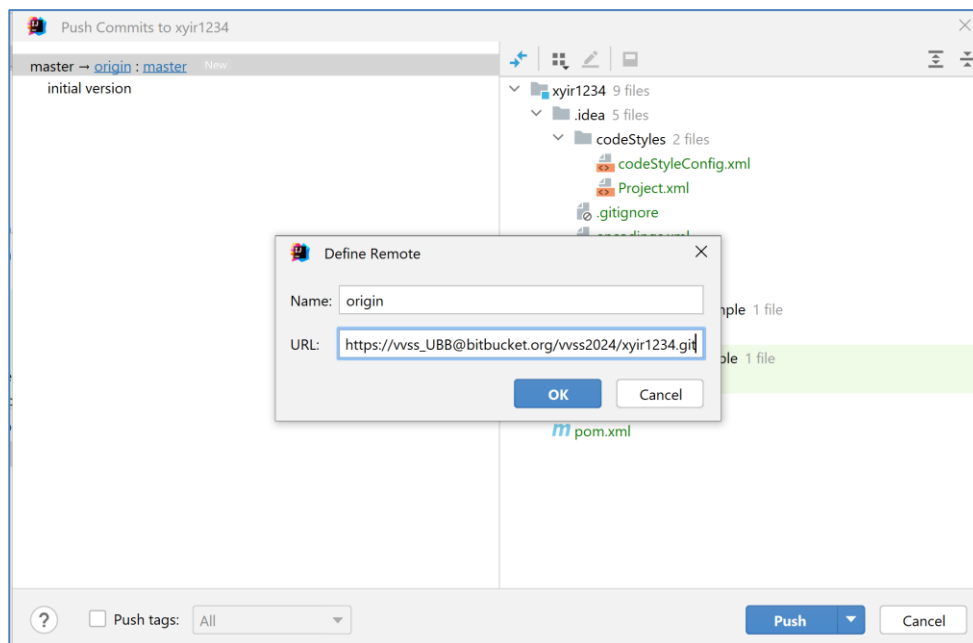 Push Commits to xyir1234
master → origin : master New
initial version
xyir1234 9 files
.idea 5 files
codeStyles 2 files
codeStyleConfig.xml
Project.xml
.gitignore
Define Remote
Name: origin
ple 1 file
URL: https://vvss_UBB@bitbucket.org/vvss2024/xyir1234.git
ble 1 file
OK Cancel
m pom.xml
? Push tags: All Push Cancel